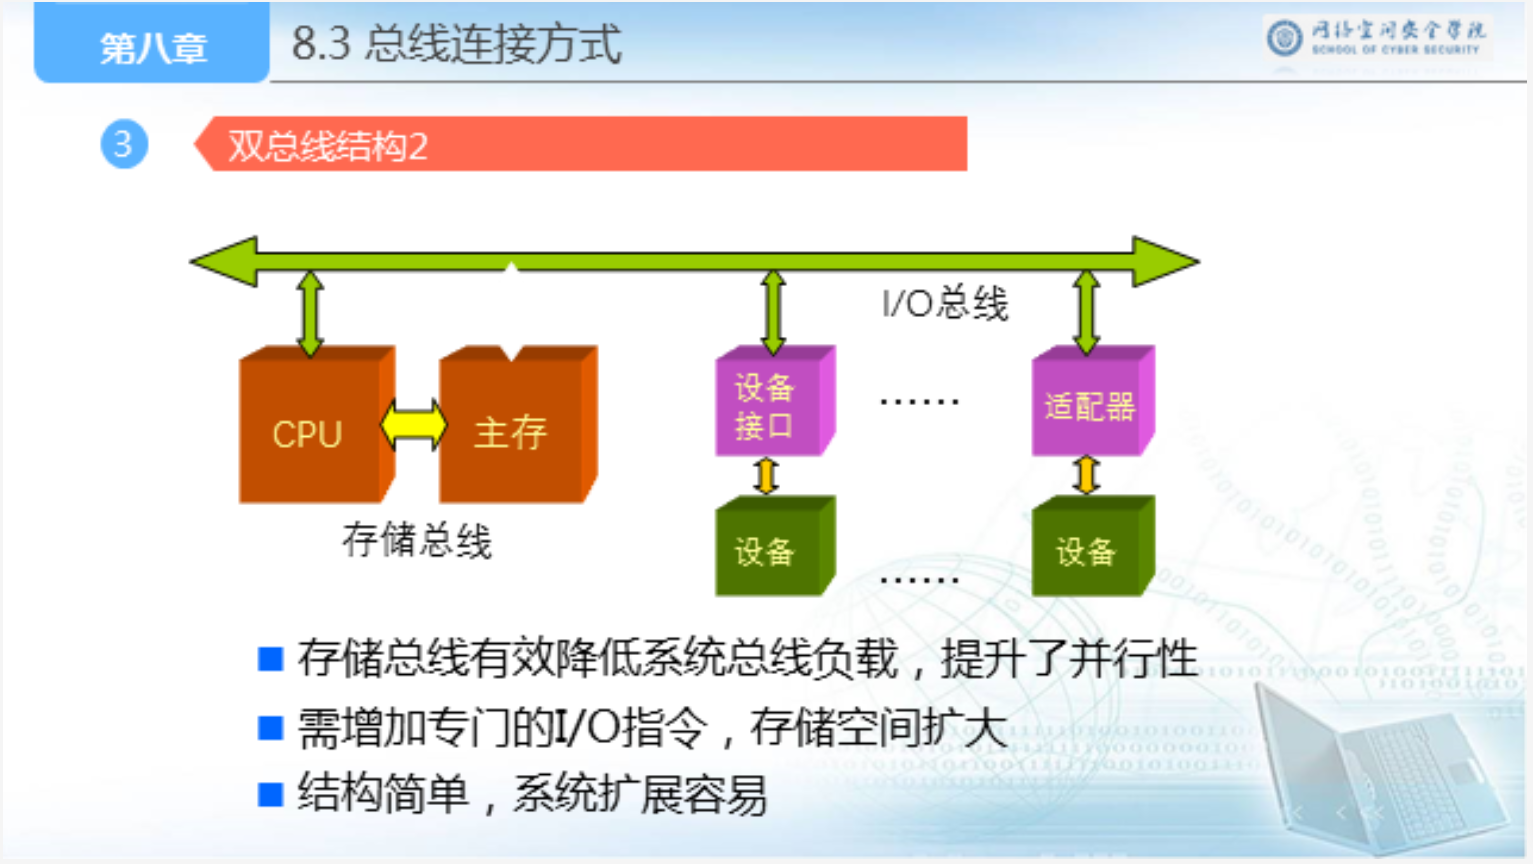 第八章
8.3 总线连接方式
网络空间安全学院
SCHOOL OF CYBER SECURITY
3
双总线结构2
I/O总线
CPU
主存
设备
接口
……
适配器
存储总线
设备
……
设备
存储总线有效降低系统总线负载，提升了并行性
需增加专门的I/O指令，存储空间扩大
结构简单，系统扩展容易